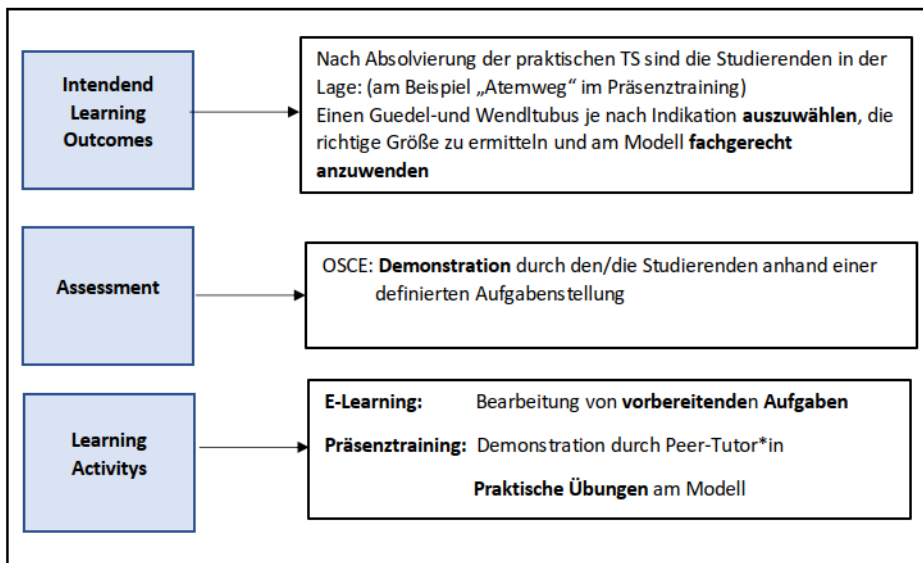 Intendend
Learning
Outcomes
Nach Absolvierung der praktischen TS sind die Studierenden in der
Lage: (am Beispiel „Atemweg“ im Präsenztraining)
Einen Guedel-und Wendltubus je nach Indikation auszuwählen, die
richtige Größe zu ermitteln und am Modell fachgerecht
anzuwenden
Assessment
OSCE: Demonstration durch den/die Studierenden anhand einer
definierten Aufgabenstellung
Learning
Activitys
E-Learning: Bearbeitung von vorbereitenden Aufgaben
Präsenztraining: Demonstration durch Peer-Tutor*in
Praktische Übungen am Modell